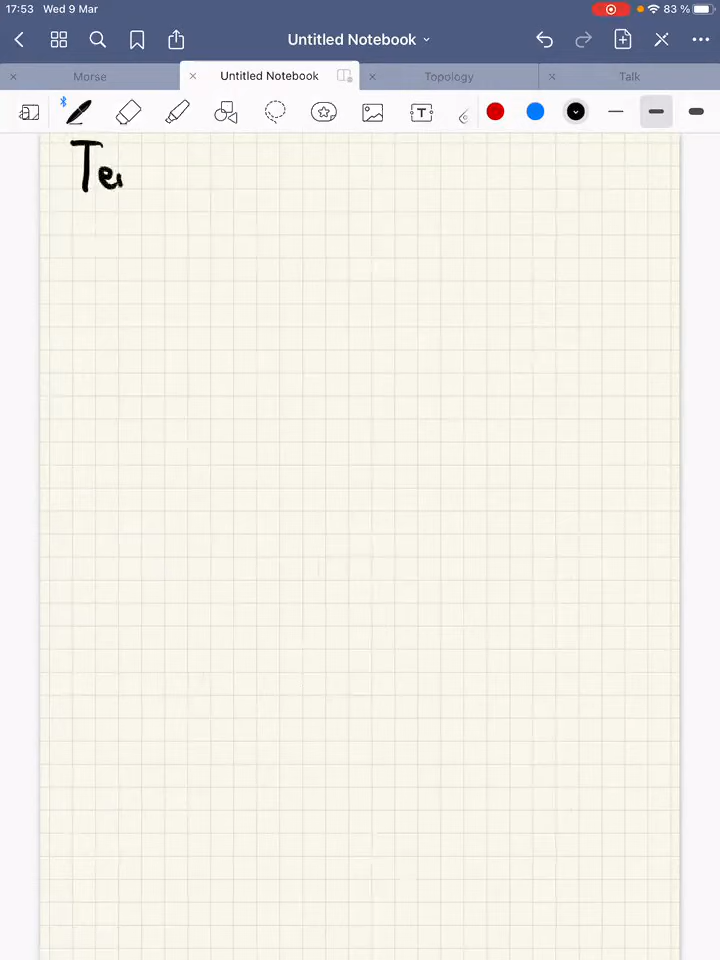 17:53 Wed 9 Mar 83 %
Untitled Notebook
Morse Untitled Notebook Topology Talk
T
Te